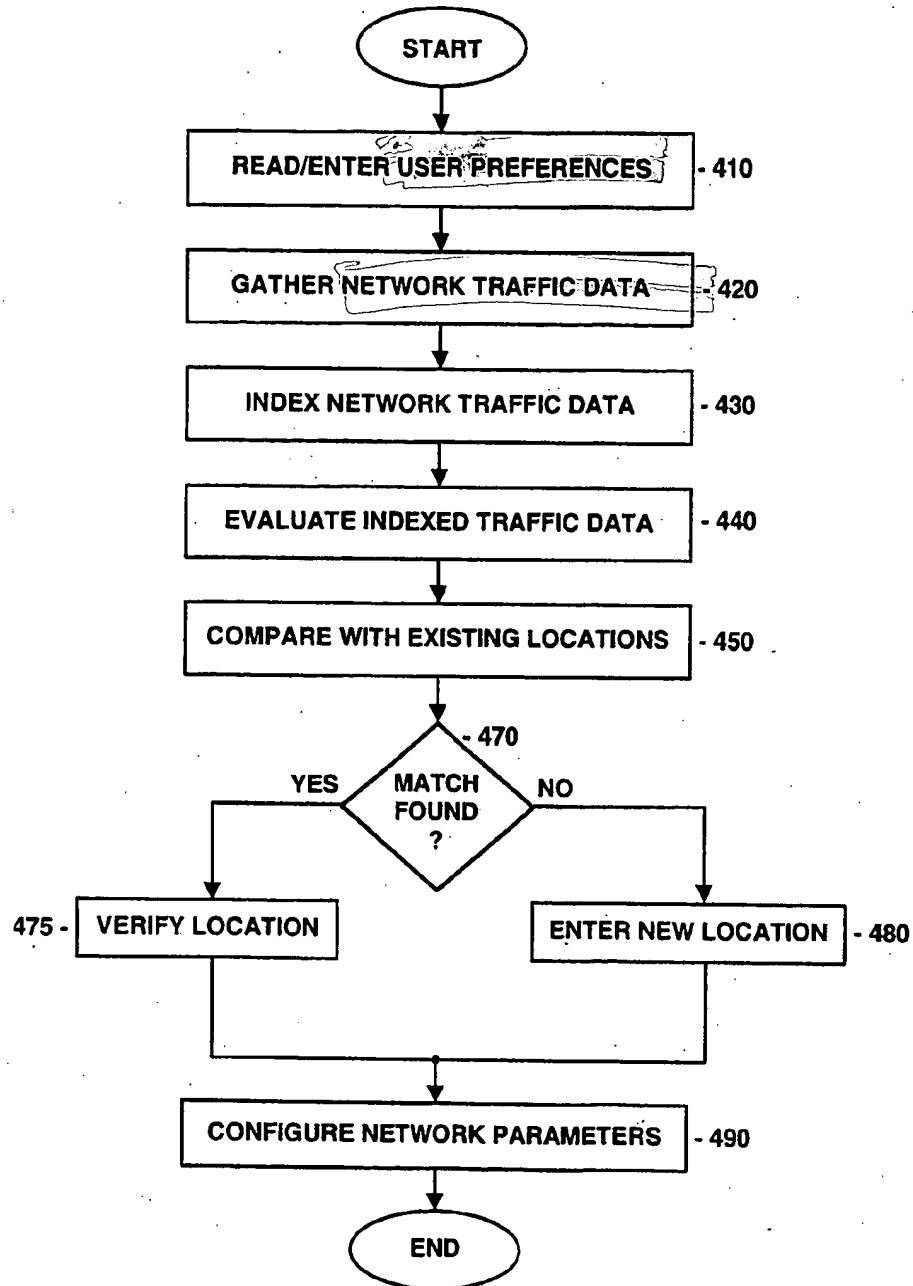 START
READ/ENTER USER PREFERENCES - 410
GATHER NETWORK TRAFFIC DATA - 420
INDEX NETWORK TRAFFIC DATA - 430
EVALUATE INDEXED TRAFFIC DATA - 440
COMPARE WITH EXISTING LOCATIONS - 450
- 470
YES
MATCH
FOUND
?
NO
475 - VERIFY LOCATION
ENTER NEW LOCATION - 480
CONFIGURE NETWORK PARAMETERS - 490
END